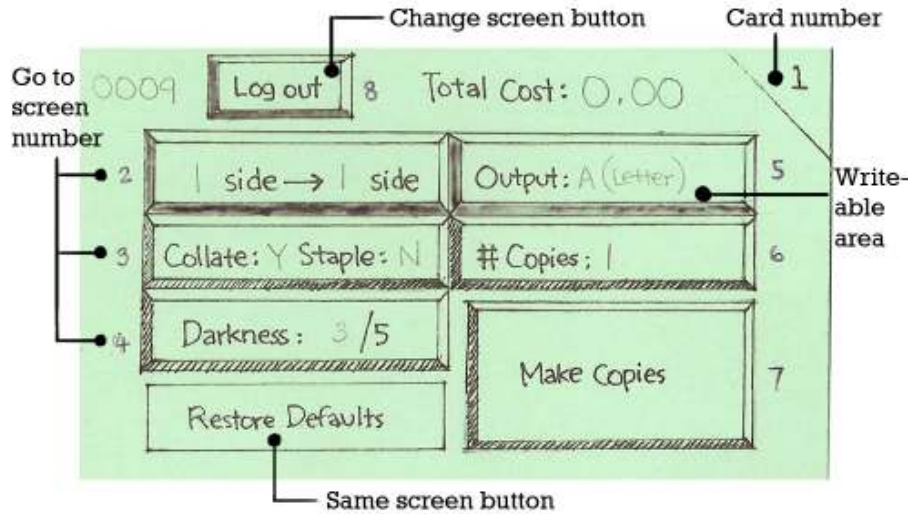 Change screen button
Card number
Go to screen number
0009 Log out 8 Total Cost: 0.00 1
2 1 side → 1 side Output: A (Letter) 5
Write-able area
3 Collate: Y Staple: N # Copies: 1 6
4 Darkness: 3/5
Make Copies 7
Restore Defaults
Same screen button